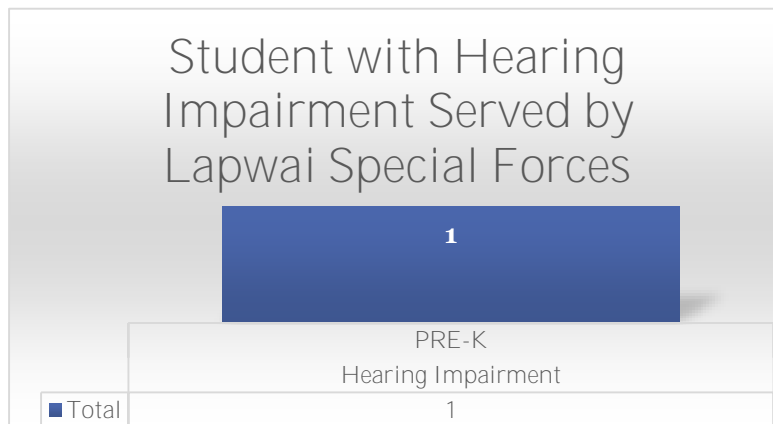 Student with Hearing
Impairment Served by
Lapwai Special Forces
1
PRE-K
Hearing Impairment
Total 1